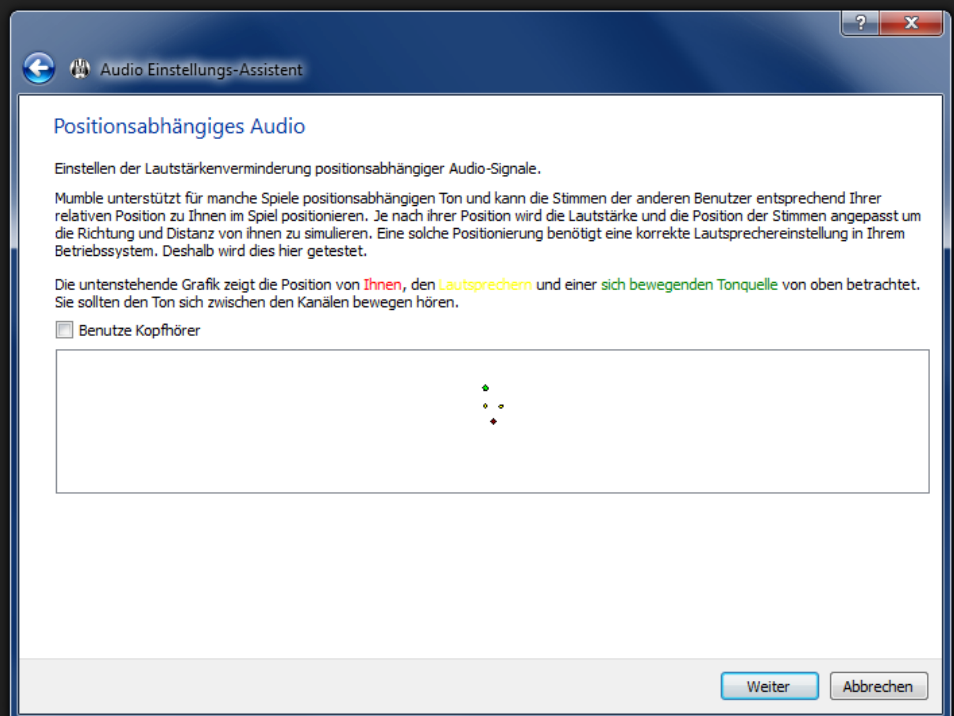 ?
Audio Einstellungs-Assistent
Positionsabhängiges Audio
Einstellen der Lautstärkenverminderung positionsabhängiger Audio-Signale.
Mumble unterstützt für manche Spiele positionsabhängigen Ton und kann die Stimmen der anderen Benutzer entsprechend Ihrer
relativen Position zu Ihnen im Spiel positionieren. Je nach ihrer Position wird die Lautstärke und die Position der Stimmen angepasst um
die Richtung und Distanz von ihnen zu simulieren. Eine solche Positionierung benötigt eine korrekte Lautsprechereinstellung in Ihrem
Betriebssystem. Deshalb wird dies hier getestet.
Die untenstehende Grafik zeigt die Position von Ihnen, den Lautsprechern und einer sich bewegenden Tonquelle von oben betrachtet.
Sie sollten den Ton sich zwischen den Kanälen bewegen hören.
Benutze Kopfhörer
Weiter Abbrechen